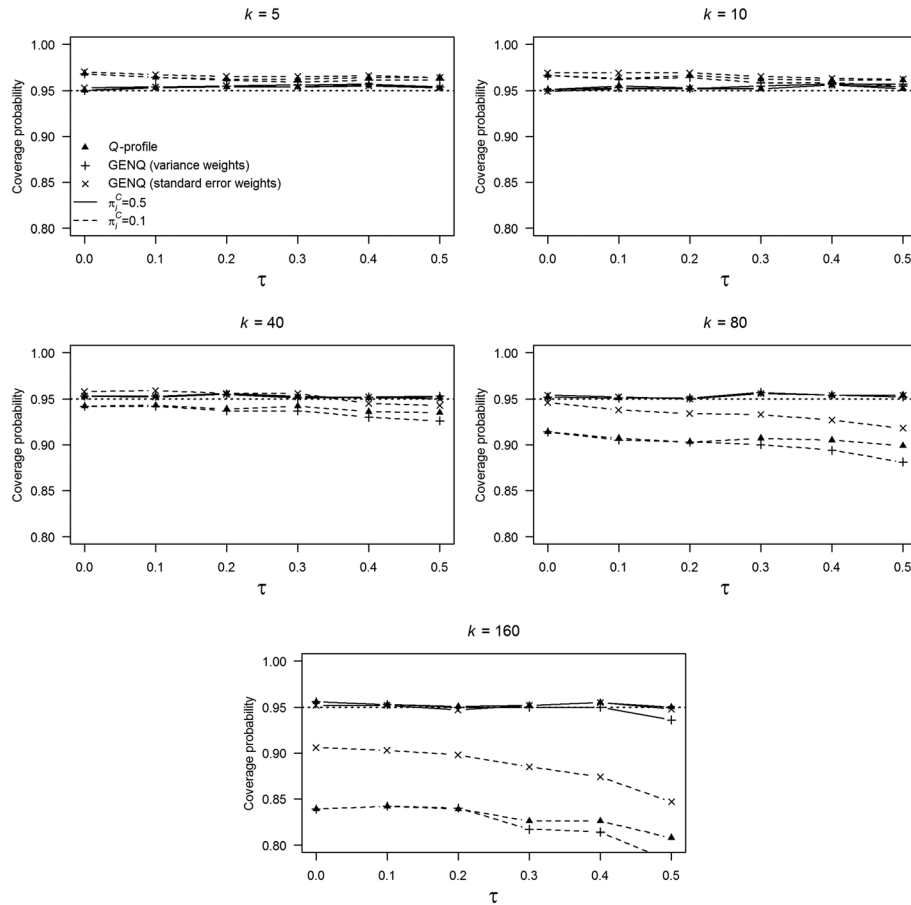 k = 5
Coverage probability
1.00
0.95
0.90
0.85
0.80
Q-profile
GENQ (variance weights)
GENQ (standard error weights)
π_i^C=0.5
π_i^C=0.1
0.0 0.1 0.2 0.3 0.4 0.5
τ
k = 10
Coverage probability
1.00
0.95
0.90
0.85
0.80
0.0 0.1 0.2 0.3 0.4 0.5
τ
k = 40
Coverage probability
1.00
0.95
0.90
0.85
0.80
0.0 0.1 0.2 0.3 0.4 0.5
τ
k = 80
Coverage probability
1.00
0.95
0.90
0.85
0.80
0.0 0.1 0.2 0.3 0.4 0.5
τ
k = 160
Coverage probability
1.00
0.95
0.90
0.85
0.80
0.0 0.1 0.2 0.3 0.4 0.5
τ